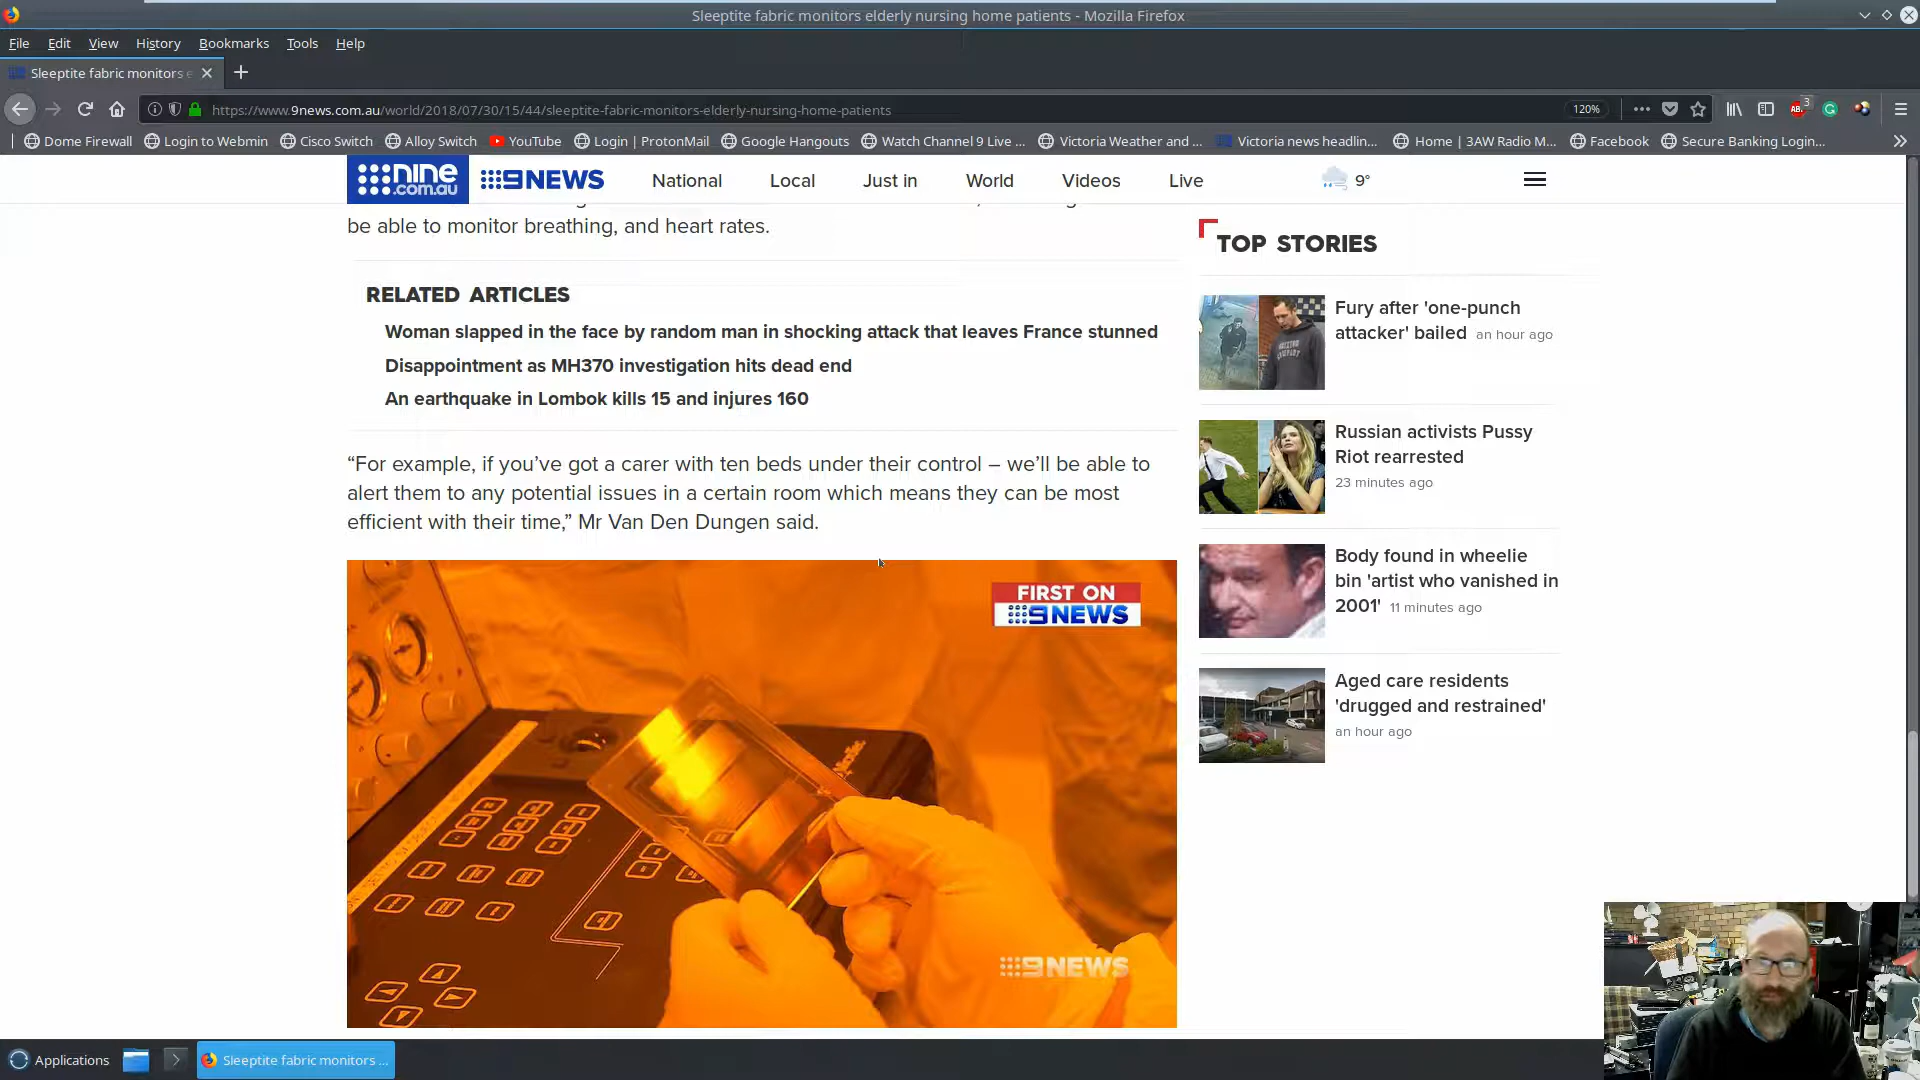 Sleeptite fabric monitors elderly nursing home patients - Mozilla Firefox
File Edit View History Bookmarks Tools Help
Sleeptite fabric monitors e
https://www.9news.com.au/world/2018/07/30/15/44/sleeptite-fabric-monitors-elderly-nursing-home-patients
120%
ABP 3
Dome Firewall Login to Webmin Cisco Switch Alloy Switch YouTube Login | ProtonMail Google Hangouts Watch Channel 9 Live ... Victoria Weather and ... Victoria news headlin... Home | 3AW Radio M... Facebook Secure Banking Login...
nine.com.au 9NEWS National Local Just in World Videos Live 9°
be able to monitor breathing, and heart rates.
RELATED ARTICLES
Woman slapped in the face by random man in shocking attack that leaves France stunned
Disappointment as MH370 investigation hits dead end
An earthquake in Lombok kills 15 and injures 160
“For example, if you’ve got a carer with ten beds under their control – we’ll be able to
alert them to any potential issues in a certain room which means they can be most
efficient with their time,” Mr Van Den Dungen said.
FIRST ON
9NEWS
9NEWS
TOP STORIES
Fury after 'one-punch
attacker' bailed an hour ago
Russian activists Pussy
Riot rearrested
23 minutes ago
Body found in wheelie
bin 'artist who vanished in
2001' 11 minutes ago
Aged care residents
'drugged and restrained'
an hour ago
Applications Sleeptite fabric monitors ...